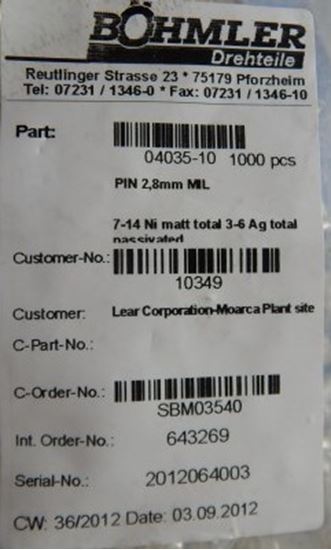 BÖHMLER
Drehteile
Reutlinger Strasse 23 * 75179 Pforzheim
Tel: 07231 / 1346-0 * Fax: 07231 / 1346-10
Part:
04035-10 1000 pcs
PIN 2,8mm MIL
7-14 Ni matt total 3-6 Ag total
passivated
Customer-No.:
10349
Customer: Lear Corporation-Moarca Plant site
C-Part-No.:
C-Order-No.:
SBM03540
Int. Order-No.: 643269
Serial-No.: 2012064003
CW: 36/2012 Date: 03.09.2012